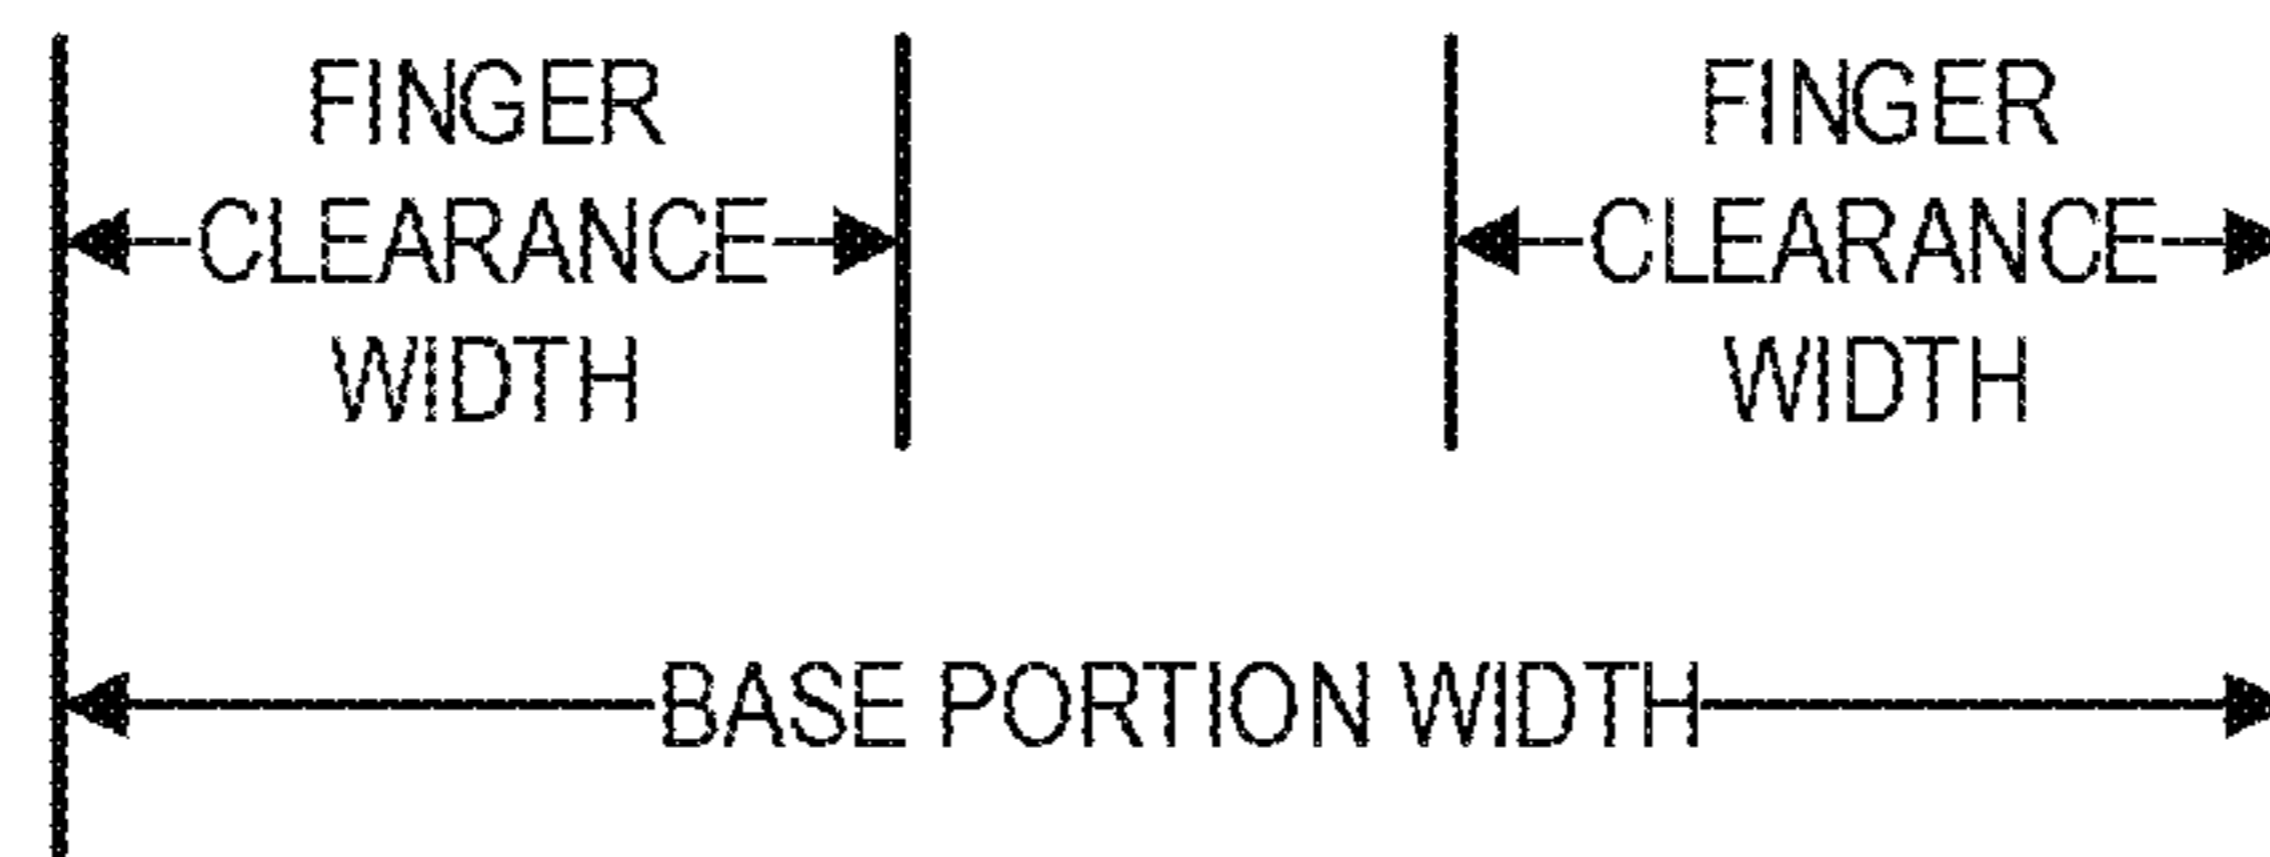 FINGER
CLEARANCE
WIDTH
FINGER
CLEARANCE
WIDTH
BASE PORTION WIDTH